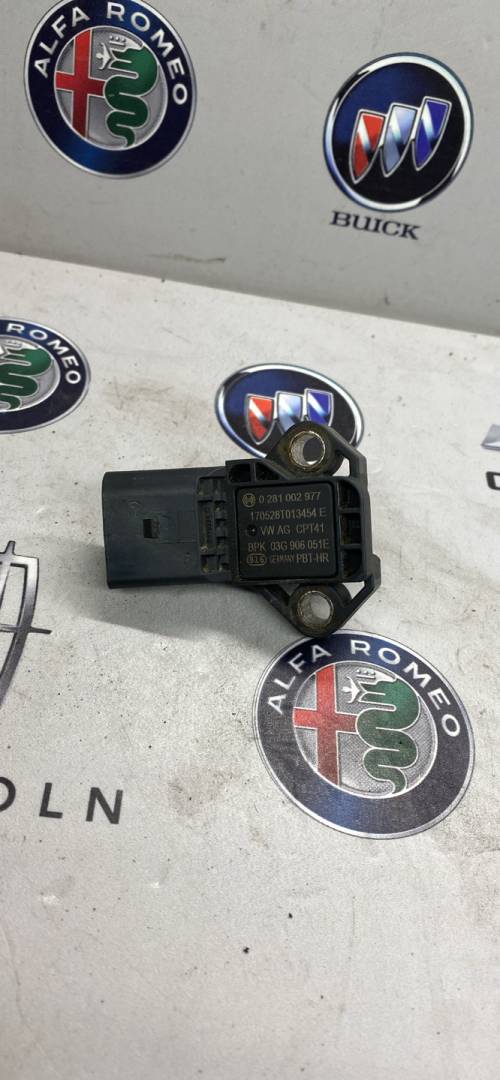 ALFA ROMEO
BUICK
ROMEO
0 281 002 977
170528T013454 E
VW AG CPT41
BPK 03G 906 051E
616 GERMANY PBT-HR
ALFA ROMEO
OLN